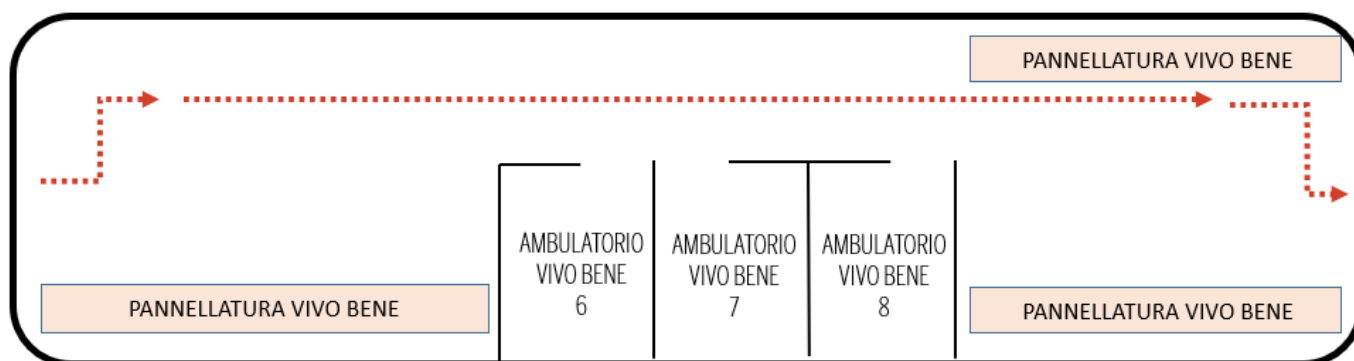 PANNELLATURA VIVO BENE
AMBULATORIO
VIVO BENE
6
AMBULATORIO
VIVO BENE
7
AMBULATORIO
VIVO BENE
8
PANNELLATURA VIVO BENE
PANNELLATURA VIVO BENE